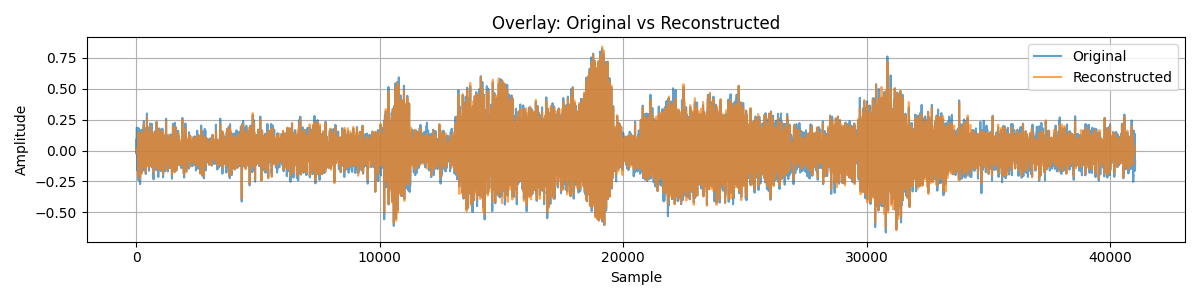 Overlay: Original vs Reconstructed
Amplitude
0.75
0.50
0.25
0.00
−0.25
−0.50
Original
Reconstructed
0
10000
20000
30000
40000
Sample